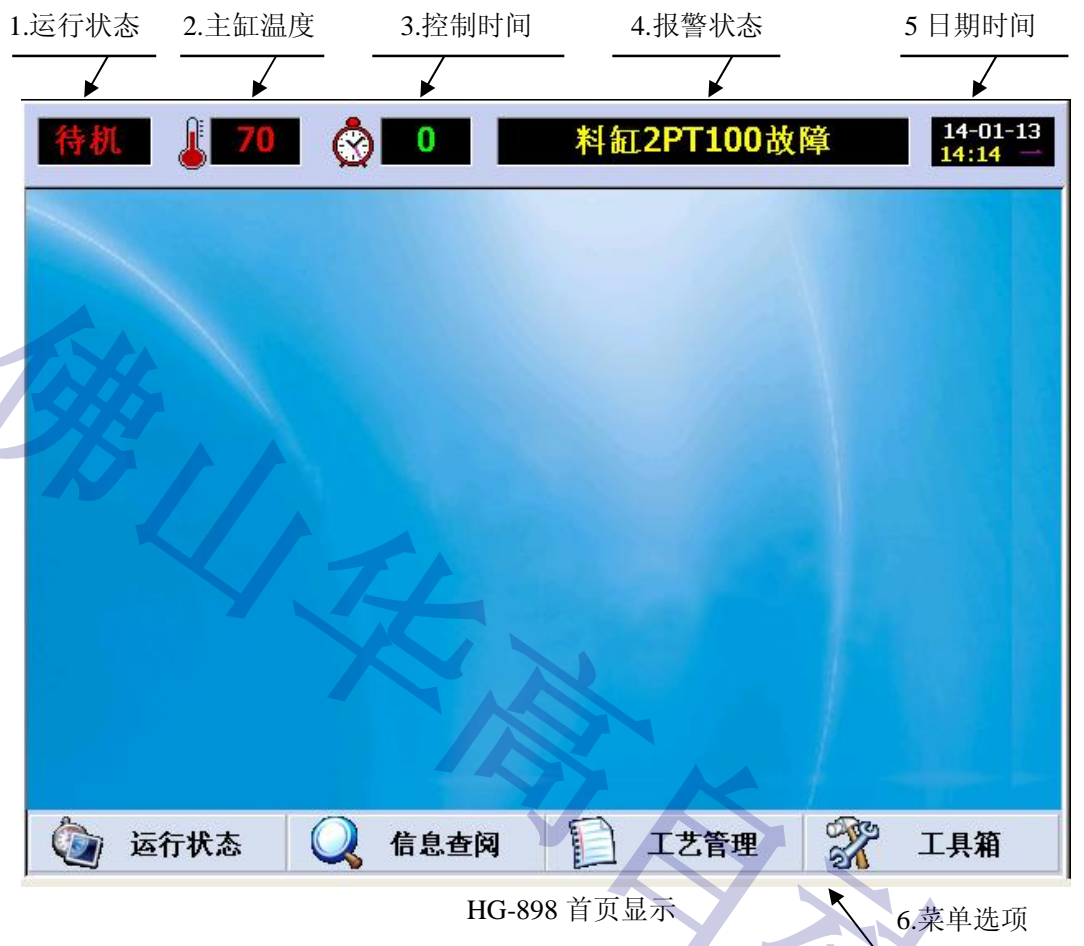 1.运行状态 2.主缸温度 3.控制时间 4.报警状态 5 日期时间
待机 70 0 料缸2PT100故障 14-01-13
14:14 一
佛山华高自
运行状态 信息查阅 工艺管理 工具箱
HG-898 首页显示
6.菜单选项